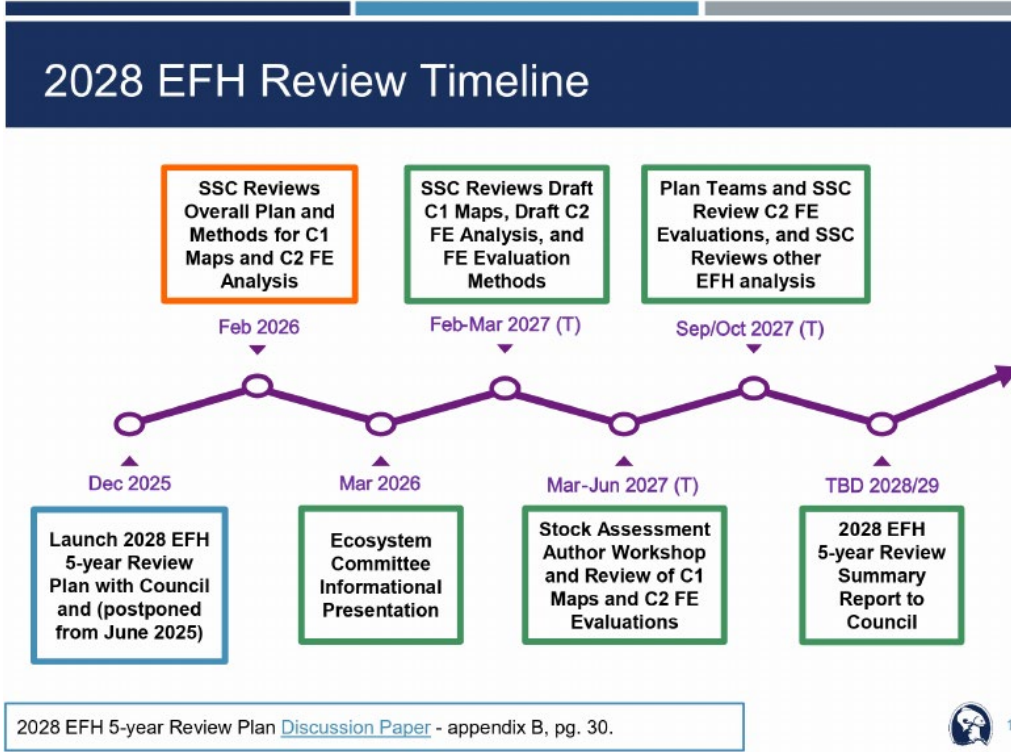 2028 EFH Review Timeline
SSC Reviews
Overall Plan and
Methods for C1
Maps and C2 FE
Analysis
SSC Reviews Draft
C1 Maps, Draft C2
FE Analysis, and
FE Evaluation
Methods
Plan Teams and SSC
Review C2 FE
Evaluations, and SSC
Reviews other
EFH analysis
Feb 2026
Feb-Mar 2027 (T)
Sep/Oct 2027 (T)
Dec 2025
Mar 2026
Mar-Jun 2027 (T)
TBD 2028/29
Launch 2028 EFH
5-year Review
Plan with Council
and (postponed
from June 2025)
Ecosystem
Committee
Informational
Presentation
Stock Assessment
Author Workshop
and Review of C1
Maps and C2 FE
Evaluations
2028 EFH
5-year Review
Summary
Report to
Council
2028 EFH 5-year Review Plan Discussion Paper - appendix B, pg. 30.